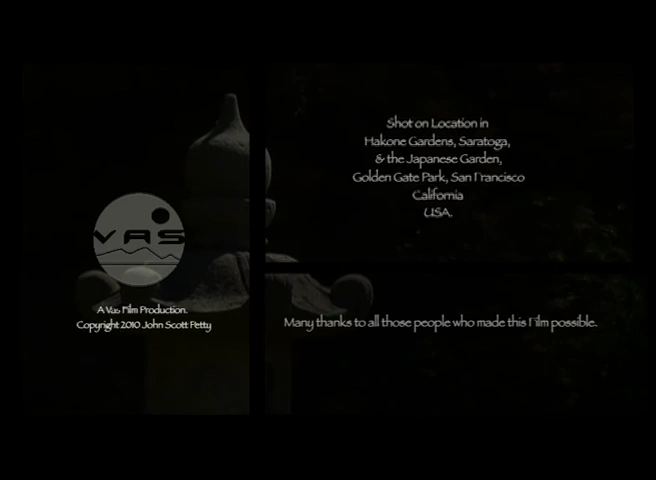 Shot on Location in
Hakone Gardens, Saratoga,
& the Japanese Garden,
Golden Gate Park, San Francisco
California
USA.
VAS
A Vas Film Production.
Copyright 2010 John Scott Petty
Many thanks to all those people who made this Film possible.